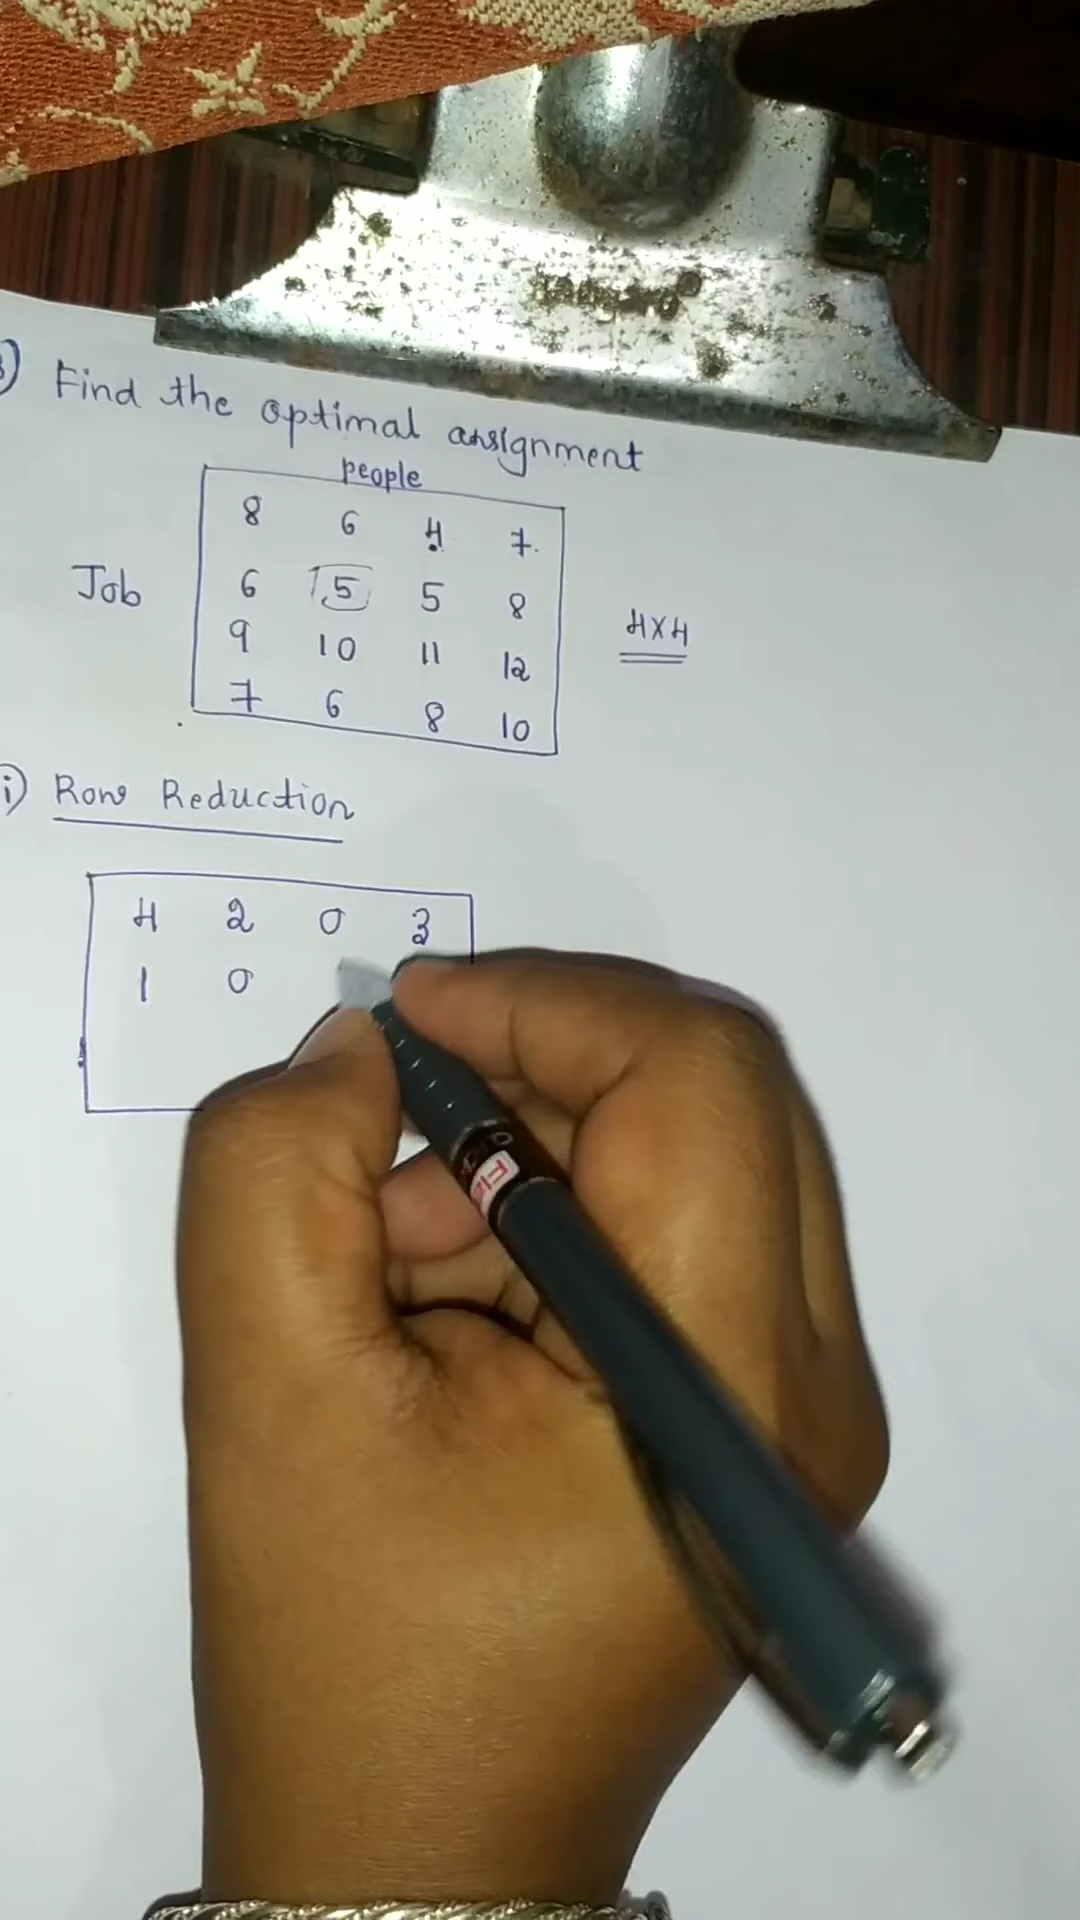 Find the optimal assignment
people
8 6 4 7
Job
6 5 5 8
4X4
9 10 11 12
7 6 8 10
i) Row Reduction
4 2 0 3
1 0